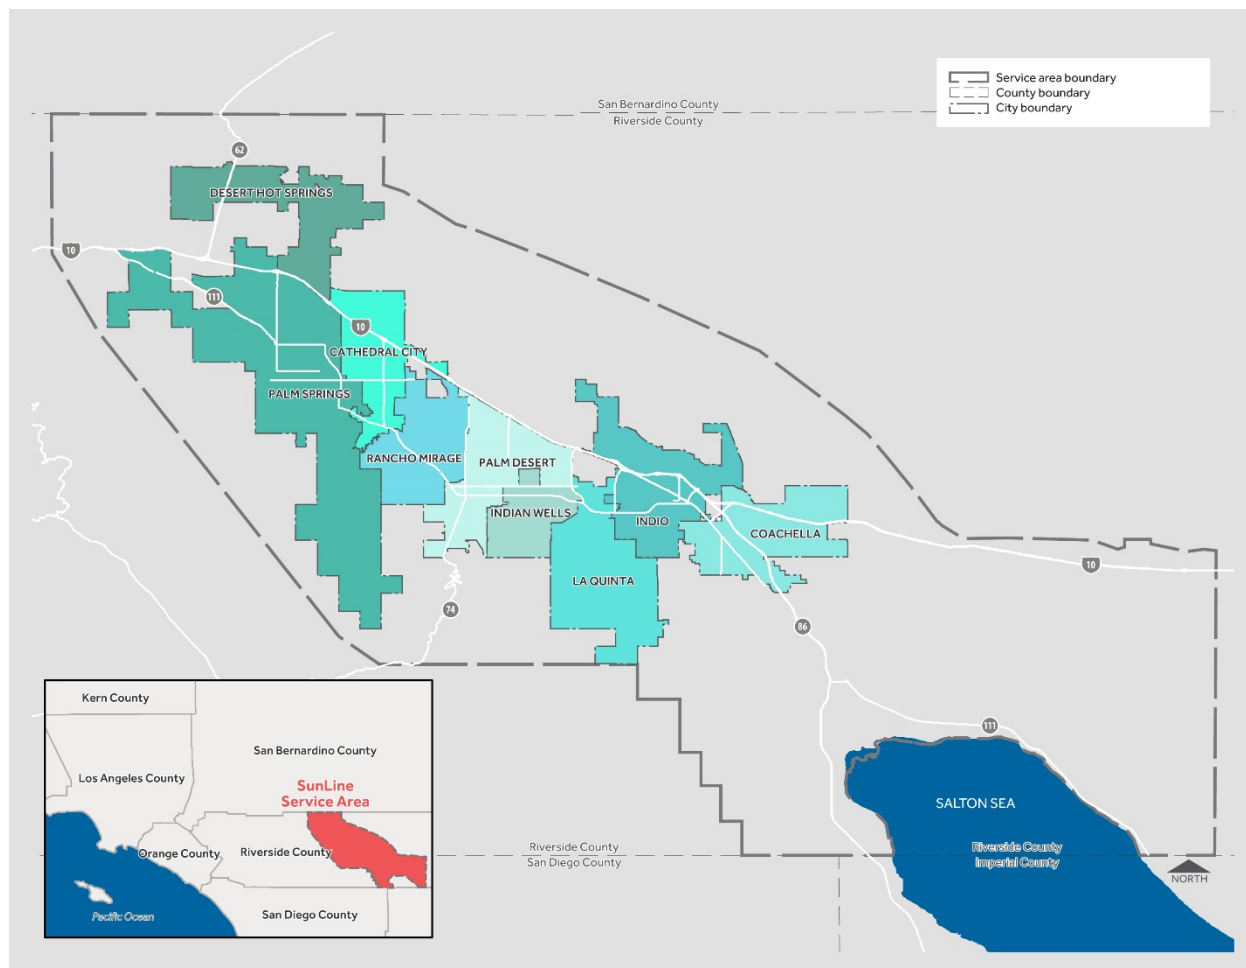 Service area boundary
County boundary
City boundary
San Bernardino County
Riverside County
62
DESERT HOT SPRINGS
10
111
10
CATHEDRAL CITY
PALM SPRINGS
RANCHO MIRAGE
PALM DESERT
INDIAN WELLS
INDIO
COACHELLA
10
LA QUINTA
74
86
111
SALTON SEA
Riverside County
San Diego County
Riverside County
Imperial County
NORTH
Kern County
San Bernardino County
Los Angeles County
SunLine
Service Area
Orange County
Riverside County
San Diego County
Pacific Ocean